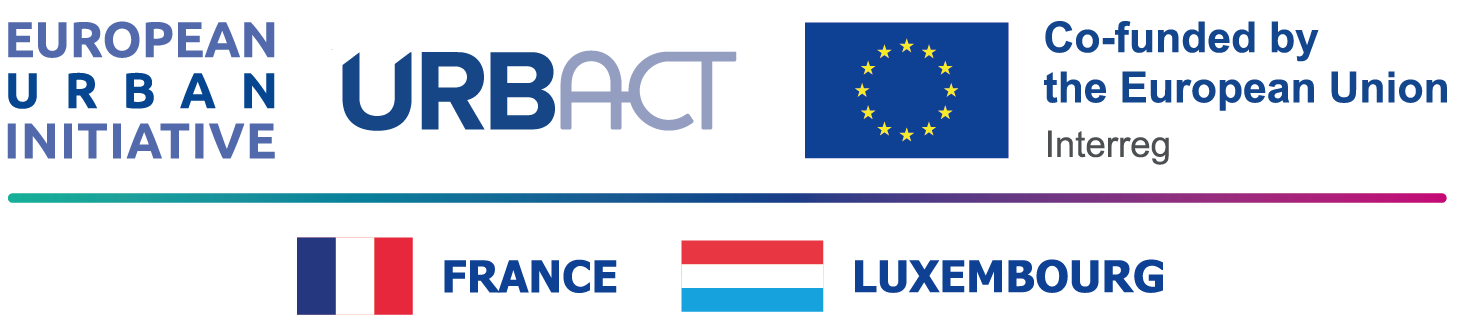 EUROPEAN
URBAN
INITIATIVE
URBACT
Co-funded by
the European Union
Interreg
FRANCE
LUXEMBOURG